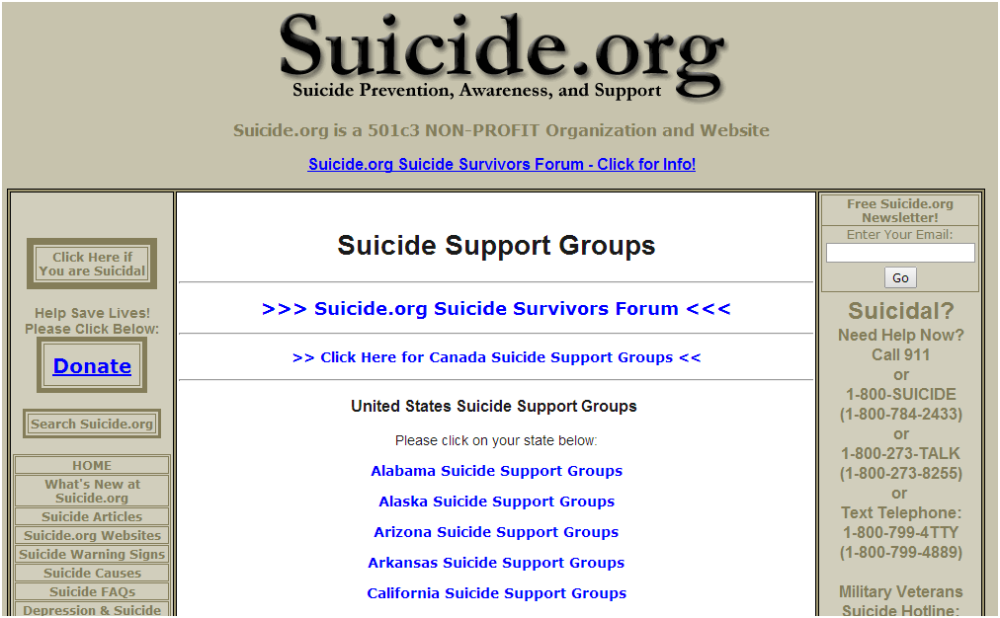 Suicide.org
Suicide Prevention, Awareness, and Support
Suicide.org is a 501c3 NON-PROFIT Organization and Website
Suicide.org Suicide Survivors Forum - Click for Info!
Click Here if
You are Suicidal
Help Save Lives!
Please Click Below:
Donate
Search Suicide.org
HOME
What's New at
Suicide.org
Suicide Articles
Suicide.org Websites
Suicide Warning Signs
Suicide Causes
Suicide FAQs
Depression & Suicide
Suicide Support Groups
>>> Suicide.org Suicide Survivors Forum <<<
>> Click Here for Canada Suicide Support Groups <<
United States Suicide Support Groups
Please click on your state below:
Alabama Suicide Support Groups
Alaska Suicide Support Groups
Arizona Suicide Support Groups
Arkansas Suicide Support Groups
California Suicide Support Groups
Free Suicide.org
Newsletter!
Enter Your Email:
Go
Suicidal?
Need Help Now?
Call 911
or
1-800-SUICIDE
(1-800-784-2433)
or
1-800-273-TALK
(1-800-273-8255)
or
Text Telephone:
1-800-799-4TTY
(1-800-799-4889)
Military Veterans
Suicide Hotline: